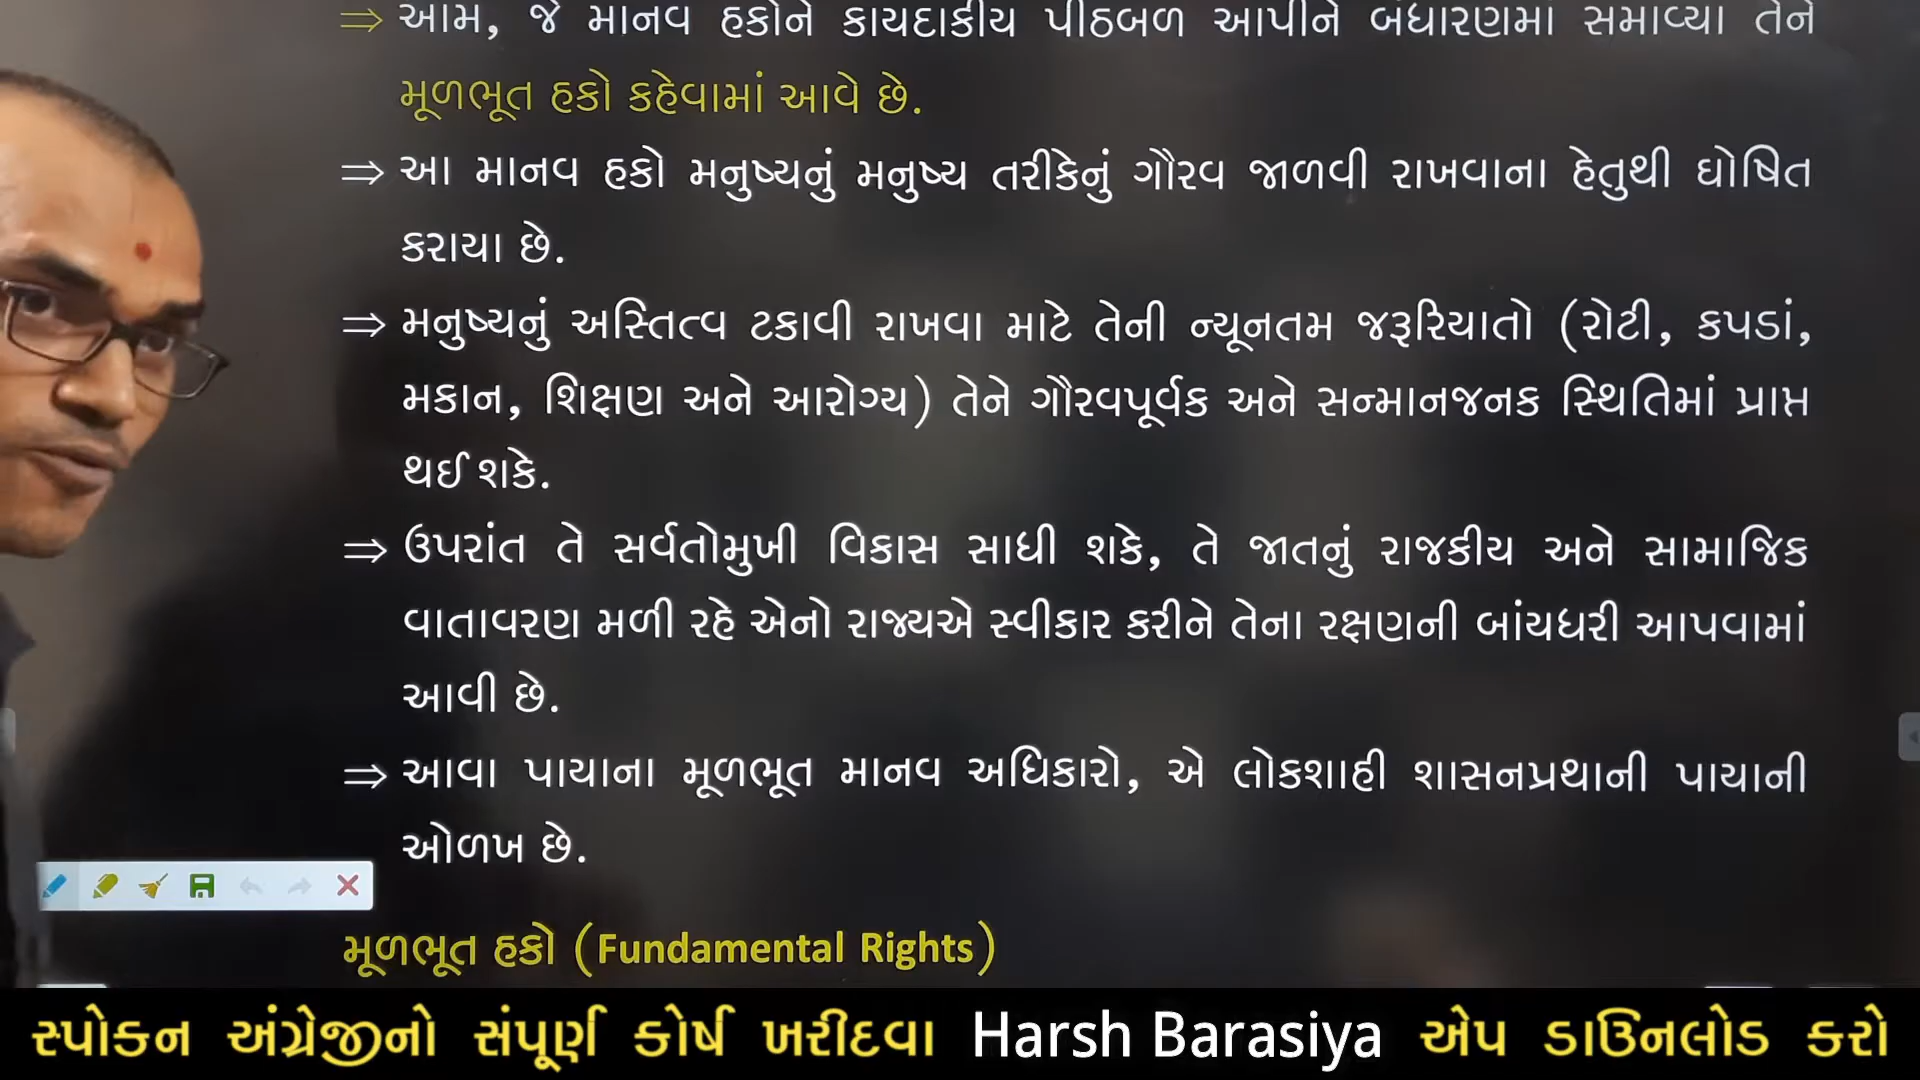 ⇒ આમ, જે માનવ હકોને કાયદાકીય પીઠબળ આપીને બંધારણમાં સમાવ્યા તેને
મૂળભૂત હકો કહેવામાં આવે છે.
⇒ આ માનવ હકો મનુષ્યનું મનુષ્ય તરીકેનું ગૌરવ જાળવી રાખવાના હેતુથી ઘોષિત
કરાયા છે.
⇒ મનુષ્યનું અસ્તિત્વ ટકાવી રાખવા માટે તેની ન્યૂનતમ જરૂરિયાતો (રોટી, કપડાં,
મકાન, શિક્ષણ અને આરોગ્ય) તેને ગૌરવપૂર્વક અને સન્માનજનક સ્થિતિમાં પ્રાપ્ત
થઈ શકે.
⇒ ઉપરાંત તે સર્વતોમુખી વિકાસ સાધી શકે, તે જાતનું રાજકીય અને સામાજિક
વાતાવરણ મળી રહે એનો રાજ્યએ સ્વીકાર કરીને તેના રક્ષણની બાંયધરી આપવામાં
આવી છે.
⇒ આવા પાયાના મૂળભૂત માનવ અધિકારો, એ લોકશાહી શાસનપ્રથાની પાયાની
ઓળખ છે.
મૂળભૂત હકો (Fundamental Rights)
સ્પોકન અંગ્રેજીનો સંપૂર્ણ કોર્ષ ખરીદવા Harsh Barasiya એપ ડાઉનલોડ કરો